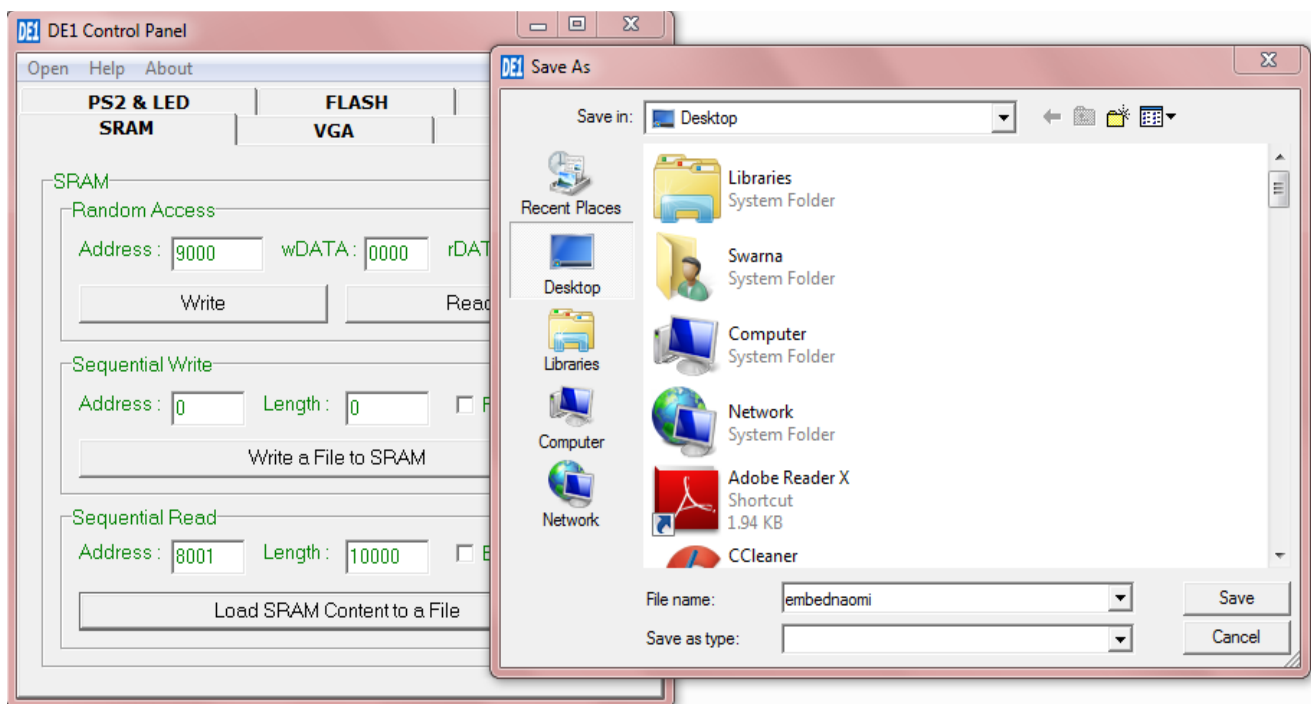 DE1 DE1 Control Panel
Open Help About
PS2 & LED FLASH
SRAM VGA
SRAM
Random Access
Address : 9000 wDATA : 0000 rDAT
Write Read
Sequential Write
Address : 0 Length : 0
Write a File to SRAM
Sequential Read
Address : 8001 Length : 10000
Load SRAM Content to a File
DE1 Save As
Save in: Desktop
Recent Places
Desktop
Libraries
Computer
Network
Libraries
System Folder
Swarna
System Folder
Computer
System Folder
Network
System Folder
Adobe Reader X
Shortcut
1.94 KB
CCleaner
File name: embednaomi Save
Save as type: Cancel